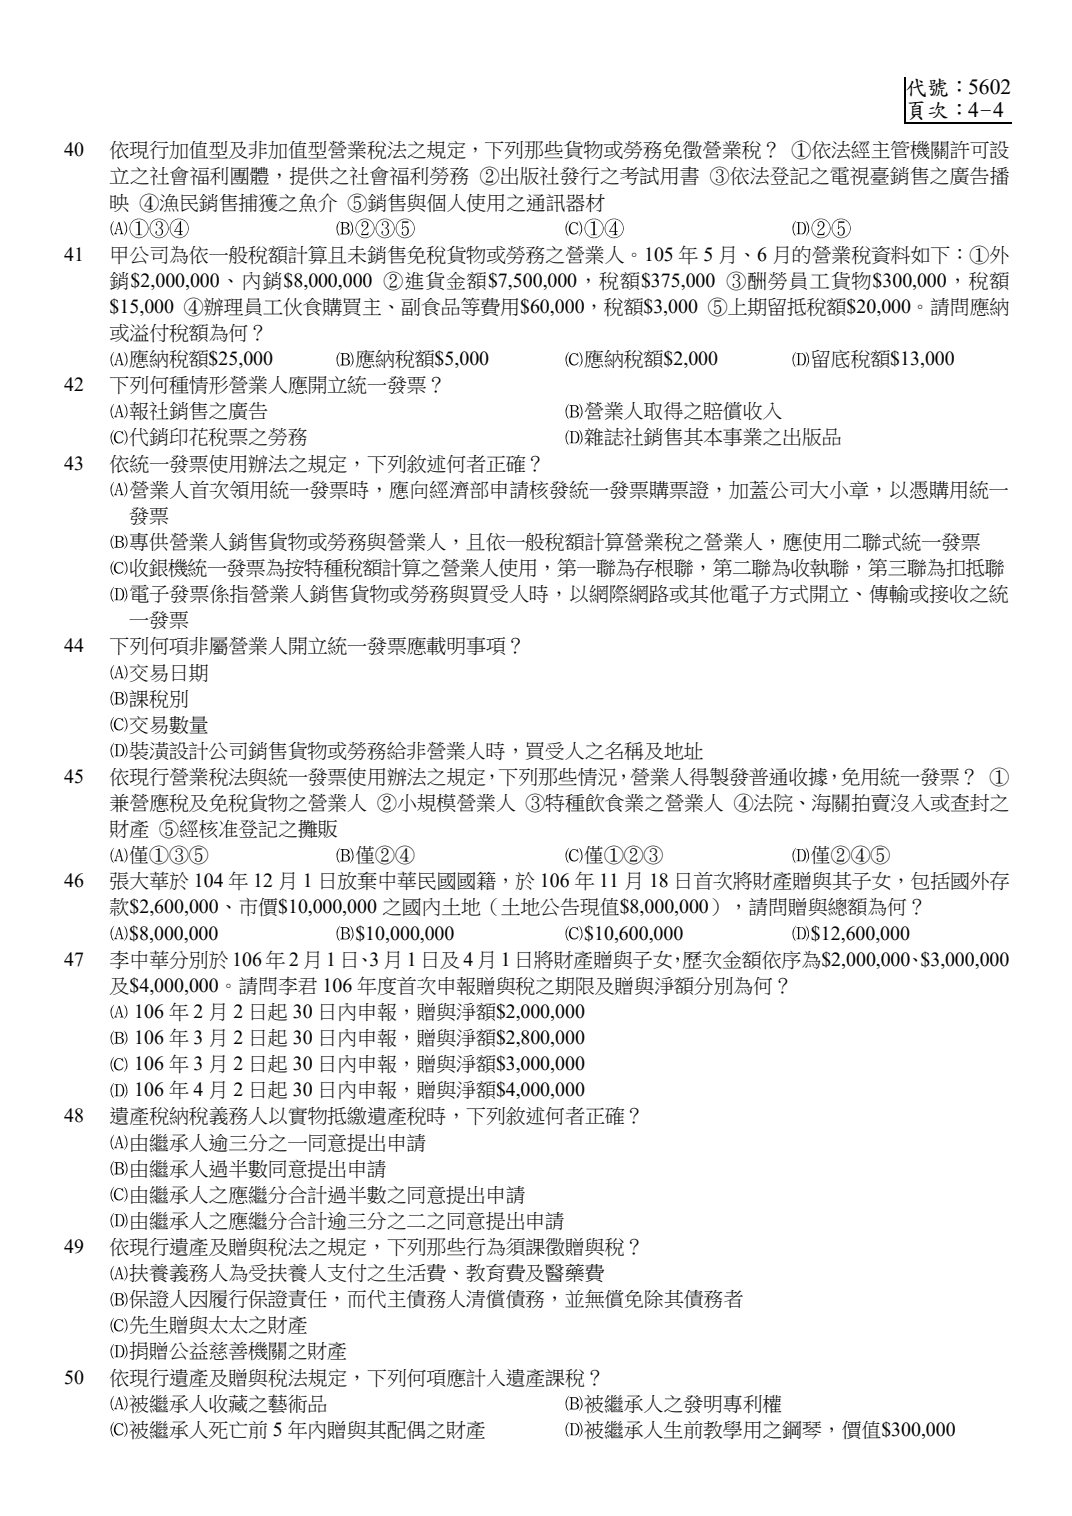 代號：5602
頁次：4-4
40 依現行加值型及非加值型營業稅法之規定，下列那些貨物或勞務免徵營業稅？ ①依法經主管機關許可設
立之社會福利團體，提供之社會福利勞務 ②出版社發行之考試用書 ③依法登記之電視臺銷售之廣告播
映 ④漁民銷售捕獲之魚介 ⑤銷售與個人使用之通訊器材
(A)①③④ (B)②③⑤ (C)①④ (D)②⑤
41 甲公司為依一般稅額計算且未銷售免稅貨物或勞務之營業人。105 年 5 月、6 月的營業稅資料如下：①外
銷$2,000,000、內銷$8,000,000 ②進貨金額$7,500,000，稅額$375,000 ③酬勞員工貨物$300,000，稅額
$15,000 ④辦理員工伙食購買主、副食品等費用$60,000，稅額$3,000 ⑤上期留抵稅額$20,000。請問應納
或溢付稅額為何？
(A)應納稅額$25,000 (B)應納稅額$5,000 (C)應納稅額$2,000 (D)留底稅額$13,000
42 下列何種情形營業人應開立統一發票？
(A)報社銷售之廣告 (B)營業人取得之賠償收入
(C)代銷印花稅票之勞務 (D)雜誌社銷售其本事業之出版品
43 依統一發票使用辦法之規定，下列敘述何者正確？
(A)營業人首次領用統一發票時，應向經濟部申請核發統一發票購票證，加蓋公司大小章，以憑購用統一
發票
(B)專供營業人銷售貨物或勞務與營業人，且依一般稅額計算營業稅之營業人，應使用二聯式統一發票
(C)收銀機統一發票為按特種稅額計算之營業人使用，第一聯為存根聯，第二聯為收執聯，第三聯為扣抵聯
(D)電子發票係指營業人銷售貨物或勞務與買受人時，以網際網路或其他電子方式開立、傳輸或接收之統
一發票
44 下列何項非屬營業人開立統一發票應載明事項？
(A)交易日期
(B)課稅別
(C)交易數量
(D)裝潢設計公司銷售貨物或勞務給非營業人時，買受人之名稱及地址
45 依現行營業稅法與統一發票使用辦法之規定，下列那些情況，營業人得製發普通收據，免用統一發票？ ①
兼營應稅及免稅貨物之營業人 ②小規模營業人 ③特種飲食業之營業人 ④法院、海關拍賣沒入或查封之
財產 ⑤經核准登記之攤販
(A)僅①③⑤ (B)僅②④ (C)僅①②③ (D)僅②④⑤
46 張大華於 104 年 12 月 1 日放棄中華民國國籍，於 106 年 11 月 18 日首次將財產贈與其子女，包括國外存
款$2,600,000、市價$10,000,000 之國內土地（土地公告現值$8,000,000），請問贈與總額為何？
(A)$8,000,000 (B)$10,000,000 (C)$10,600,000 (D)$12,600,000
47 李中華分別於 106 年 2 月 1 日、3 月 1 日及 4 月 1 日將財產贈與子女，歷次金額依序為$2,000,000、$3,000,000
及$4,000,000。請問李君 106 年度首次申報贈與稅之期限及贈與淨額分別為何？
(A) 106 年 2 月 2 日起 30 日內申報，贈與淨額$2,000,000
(B) 106 年 3 月 2 日起 30 日內申報，贈與淨額$2,800,000
(C) 106 年 3 月 2 日起 30 日內申報，贈與淨額$3,000,000
(D) 106 年 4 月 2 日起 30 日內申報，贈與淨額$4,000,000
48 遺產稅納稅義務人以實物抵繳遺產稅時，下列敘述何者正確？
(A)由繼承人逾三分之一同意提出申請
(B)由繼承人過半數同意提出申請
(C)由繼承人之應繼分合計過半數之同意提出申請
(D)由繼承人之應繼分合計逾三分之二之同意提出申請
49 依現行遺產及贈與稅法之規定，下列那些行為須課徵贈與稅？
(A)扶養義務人為受扶養人支付之生活費、教育費及醫藥費
(B)保證人因履行保證責任，而代主債務人清償債務，並無償免除其債務者
(C)先生贈與太太之財產
(D)捐贈公益慈善機關之財產
50 依現行遺產及贈與稅法規定，下列何項應計入遺產課稅？
(A)被繼承人收藏之藝術品 (B)被繼承人之發明專利權
(C)被繼承人死亡前 5 年內贈與其配偶之財產 (D)被繼承人生前教學用之鋼琴，價值$300,000